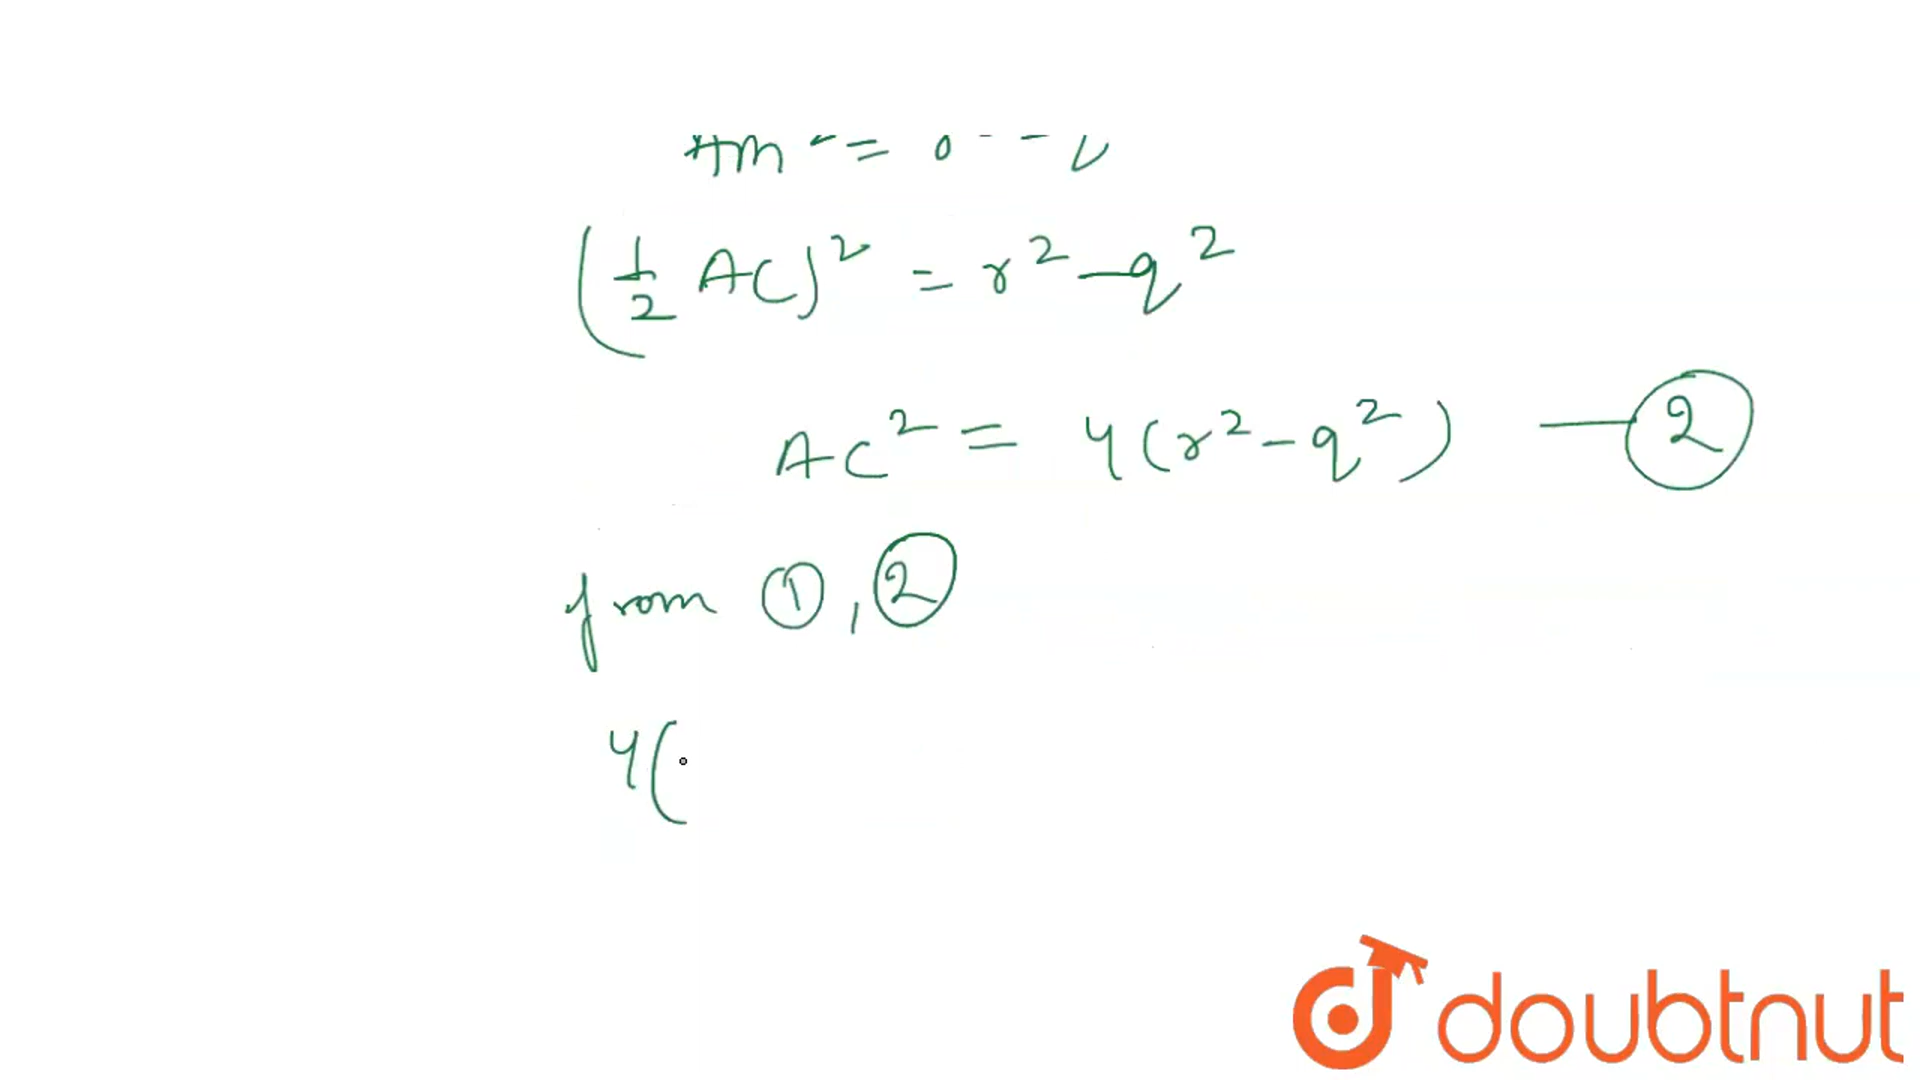 (1/2 AC)² = r² - q²
AC² = 4(r² - q²) — ②
from ①, ②
4(
doubtnut